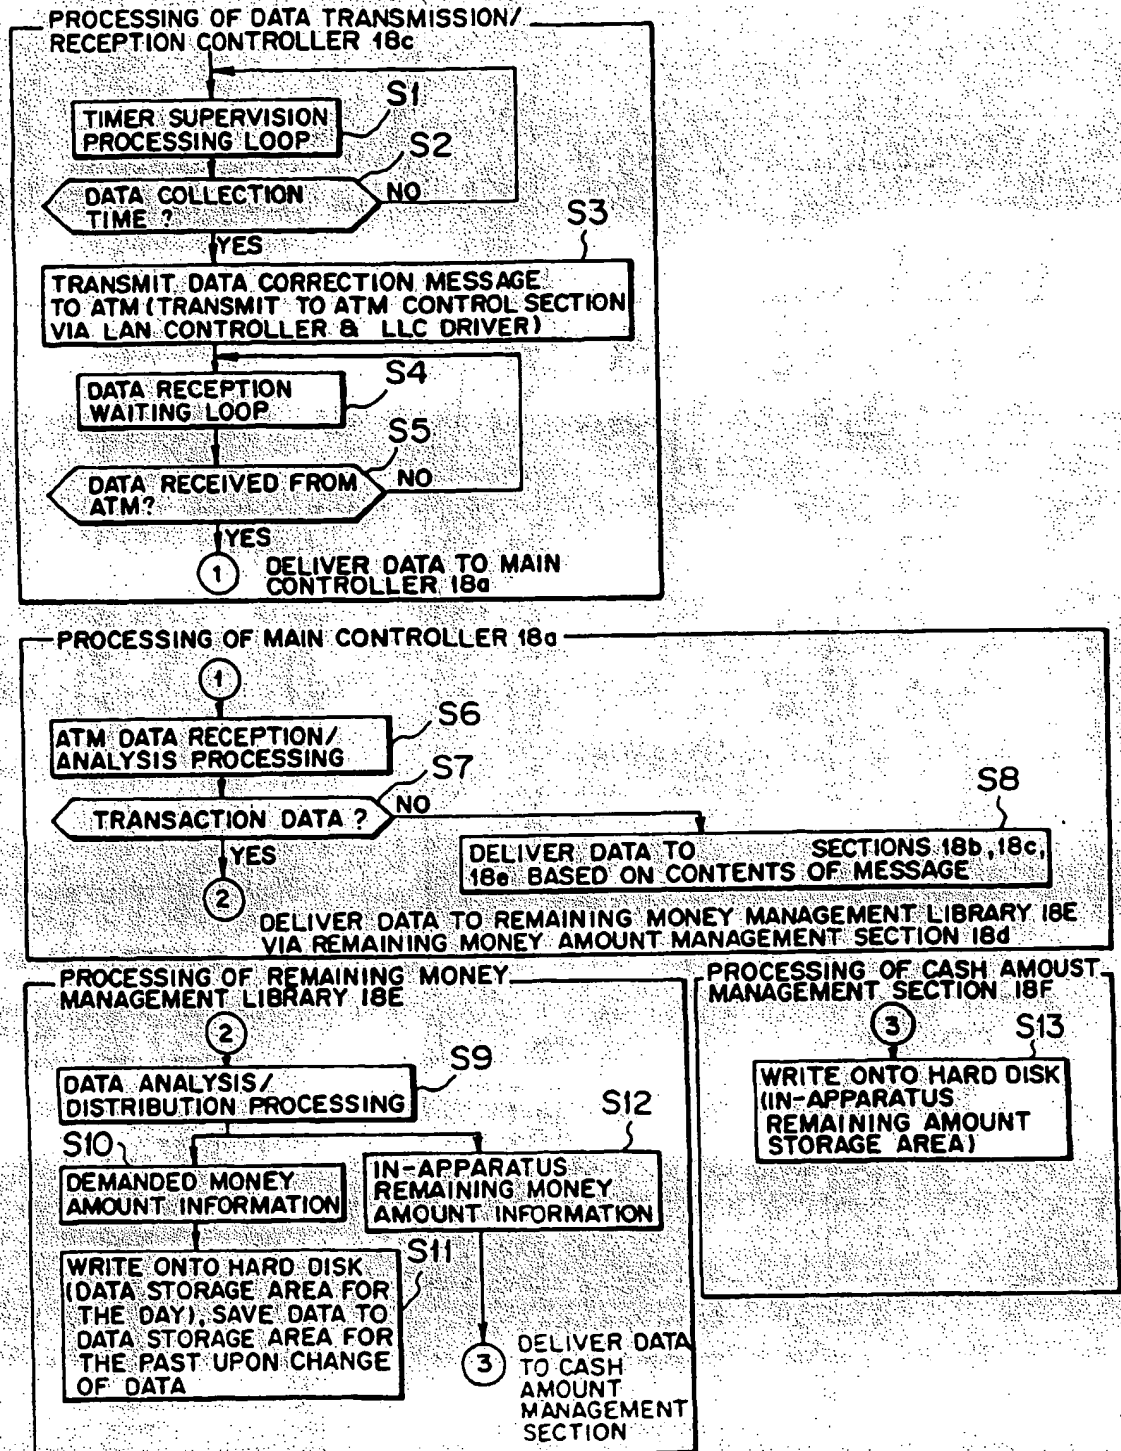 PROCESSING OF DATA TRANSMISSION/
RECEPTION CONTROLLER 18c
S1
TIMER SUPERVISION
PROCESSING LOOP
S2
DATA COLLECTION
TIME ?
NO
YES
S3
TRANSMIT DATA CORRECTION MESSAGE
TO ATM (TRANSMIT TO ATM CONTROL SECTION
VIA LAN CONTROLLER & LLC DRIVER)
S4
DATA RECEPTION
WAITING LOOP
S5
DATA RECEIVED FROM
ATM?
NO
YES
1
DELIVER DATA TO MAIN
CONTROLLER 18a
PROCESSING OF MAIN CONTROLLER 18a
1
S6
ATM DATA RECEPTION/
ANALYSIS PROCESSING
S7
TRANSACTION DATA ?
NO
S8
DELIVER DATA TO SECTIONS 18b, 18c,
18e BASED ON CONTENTS OF MESSAGE
YES
2
DELIVER DATA TO REMAINING MONEY MANAGEMENT LIBRARY 18E
VIA REMAINING MONEY AMOUNT MANAGEMENT SECTION 18d
PROCESSING OF REMAINING MONEY
MANAGEMENT LIBRARY 18E
2
S9
DATA ANALYSIS/
DISTRIBUTION PROCESSING
S10
DEMANDED MONEY
AMOUNT INFORMATION
S12
IN-APPARATUS
REMAINING MONEY
AMOUNT INFORMATION
S11
WRITE ONTO HARD DISK
(DATA STORAGE AREA FOR
THE DAY), SAVE DATA TO
DATA STORAGE AREA FOR
THE PAST UPON CHANGE
OF DATA
3
DELIVER DATA
TO CASH
AMOUNT
MANAGEMENT
SECTION
PROCESSING OF CASH AMOUST
MANAGEMENT SECTION 18F
3
S13
WRITE ONTO HARD DISK
(IN-APPARATUS
REMAINING AMOUNT
STORAGE AREA)